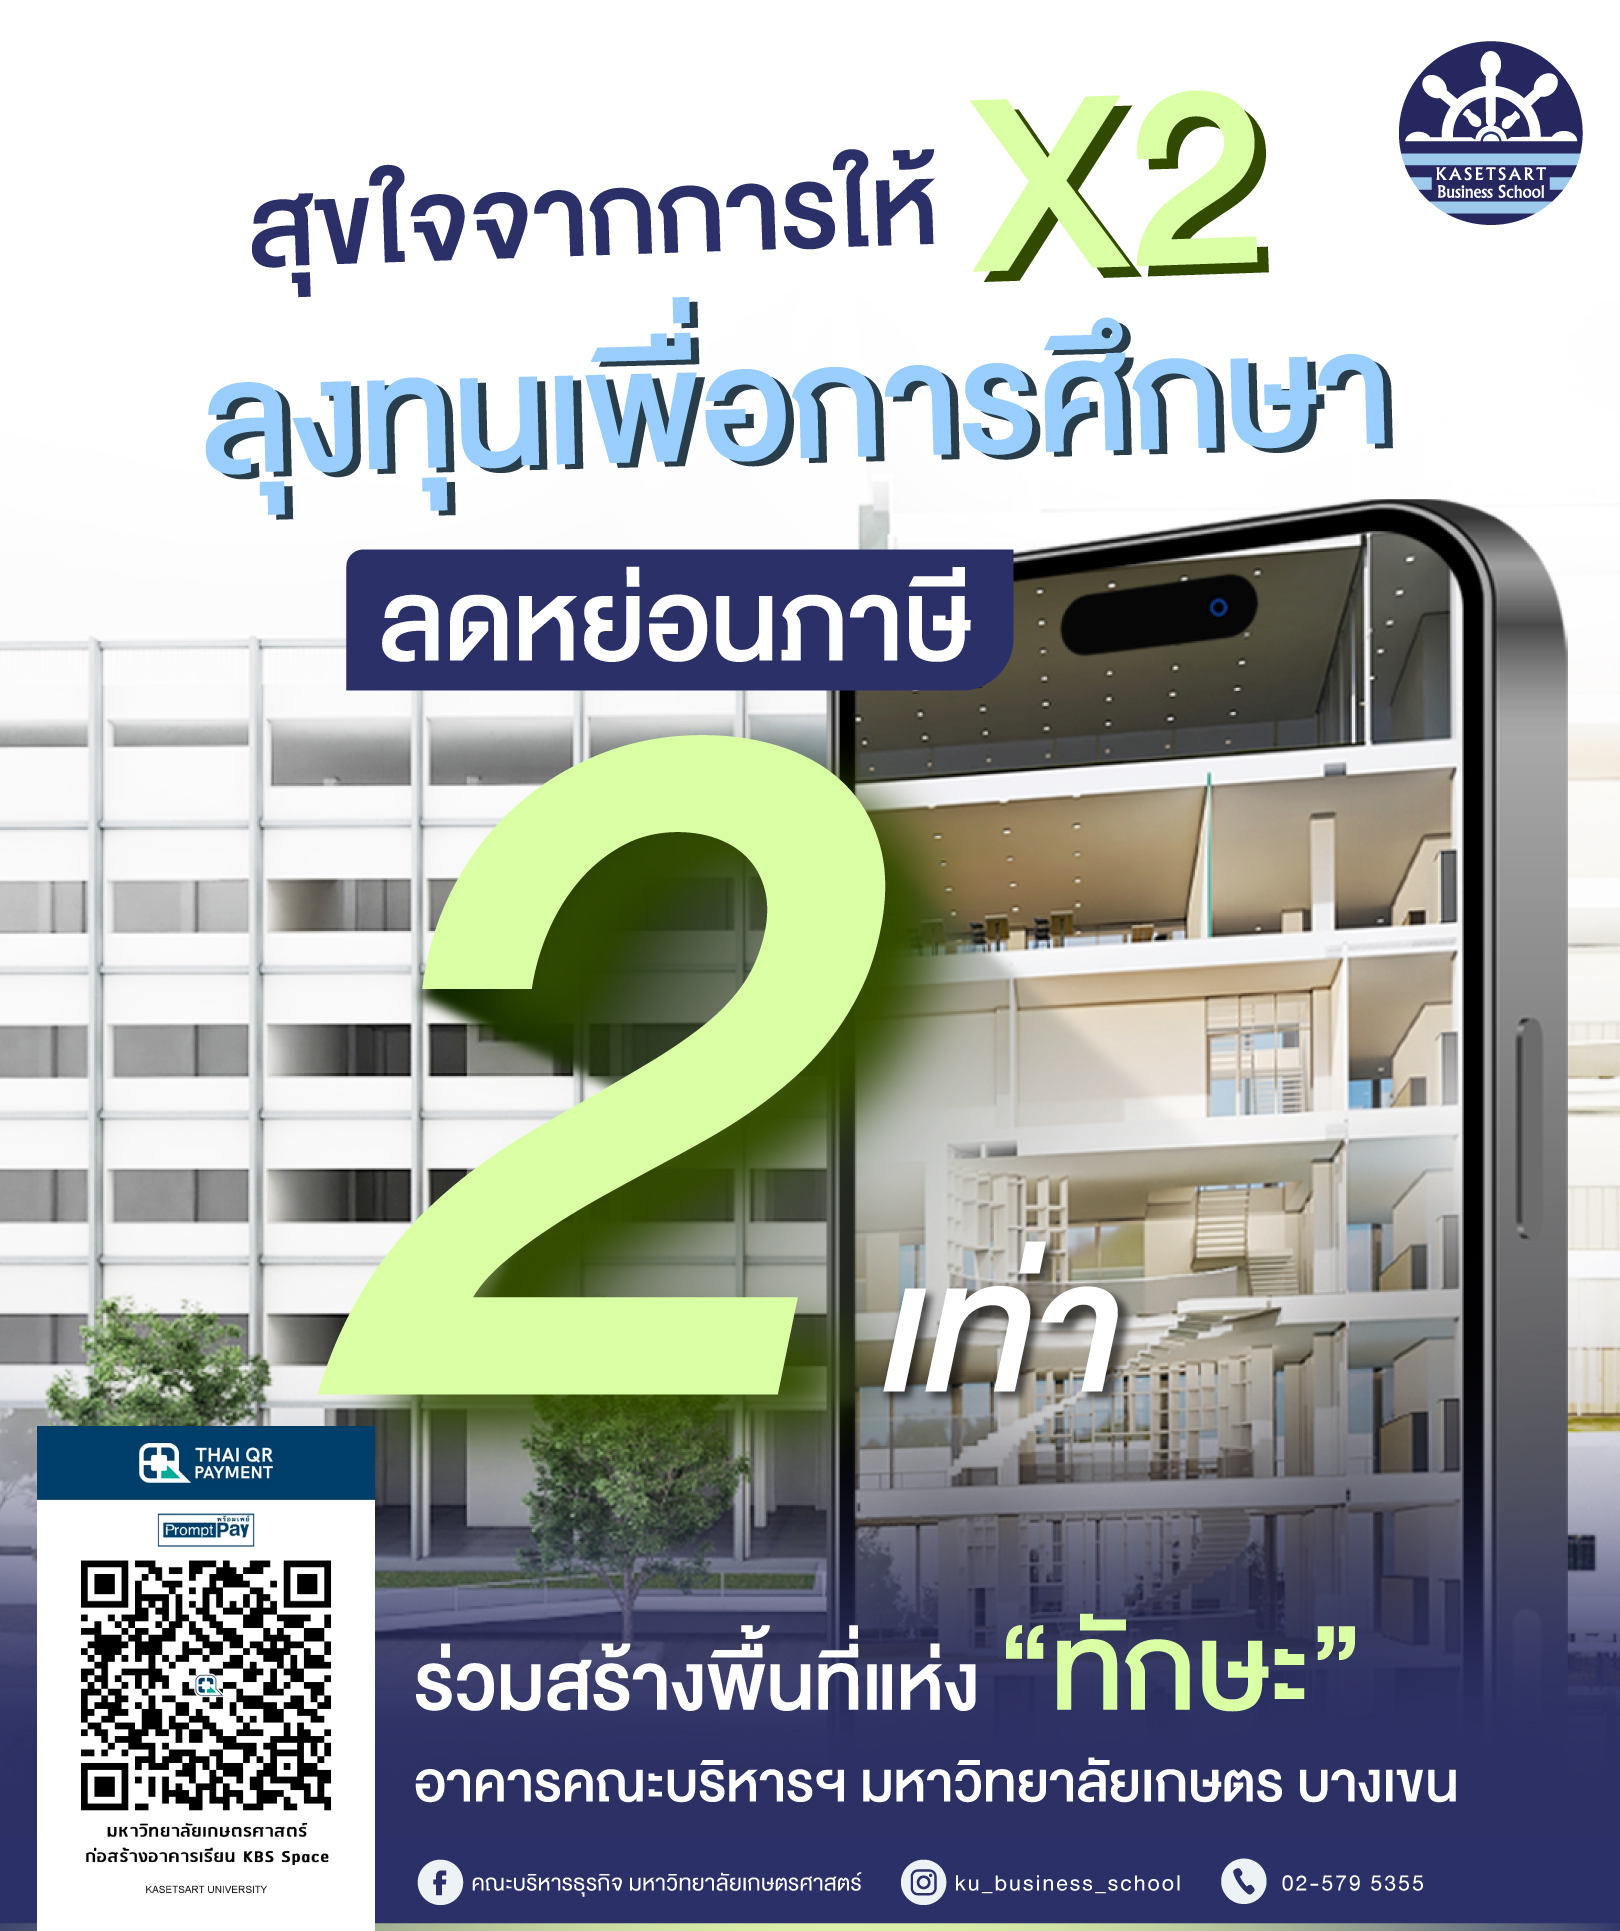 สุขใจจากการให้ X2
KASETSART
Business School
ลงทุนเพื่อการศึกษา
ลดหย่อนภาษี
2 เท่า
THAI QR
PAYMENT
พร้อมเพย์
PromptPay
มหาวิทยาลัยเกษตรศาสตร์
ก่อสร้างอาคารเรียน KBS Space
KASETSART UNIVERSITY
ร่วมสร้างพื้นที่แห่ง “ทักษะ”
อาคารคณะบริหารฯ มหาวิทยาลัยเกษตร บางเขน
คณะบริหารธุรกิจ มหาวิทยาลัยเกษตรศาสตร์ ku_business_school 02-579 5355